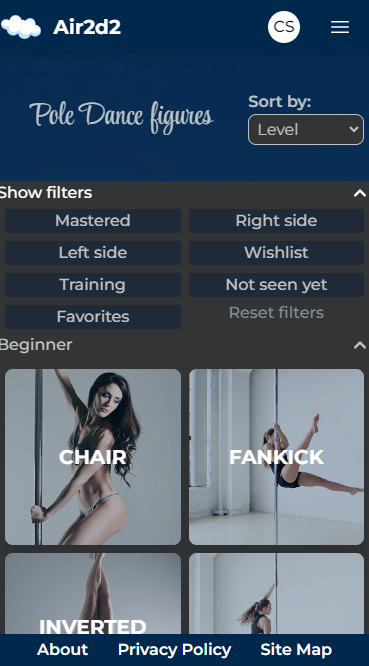 Air2d2
CS
Pole Dance figures
Sort by:
Level
Show filters
Mastered
Right side
Left side
Wishlist
Training
Not seen yet
Favorites
Reset filters
Beginner
CHAIR
FANKICK
INVERTED
About
Privacy Policy
Site Map